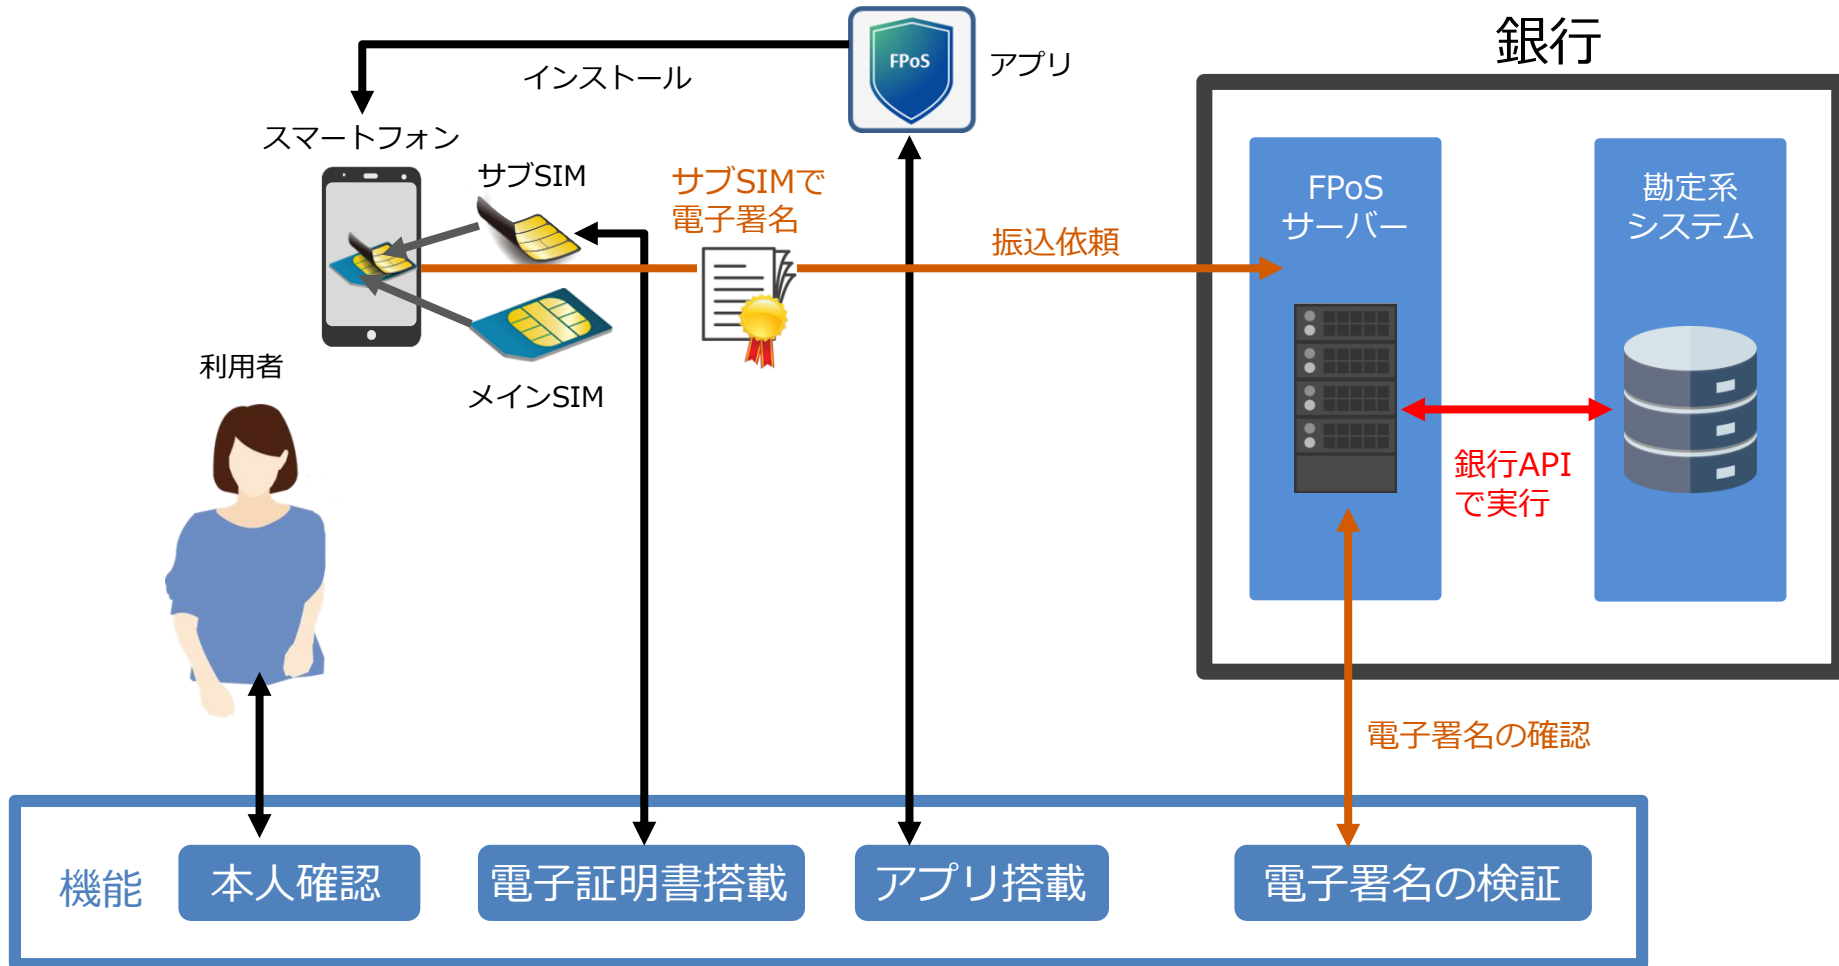 銀行
FPoS
アプリ
インストール
スマートフォン
サブSIM
サブSIMで
電子署名
振込依頼
FPoS
サーバー
勘定系
システム
利用者
メインSIM
銀行API
で実行
電子署名の確認
機能
本人確認
電子証明書搭載
アプリ搭載
電子署名の検証